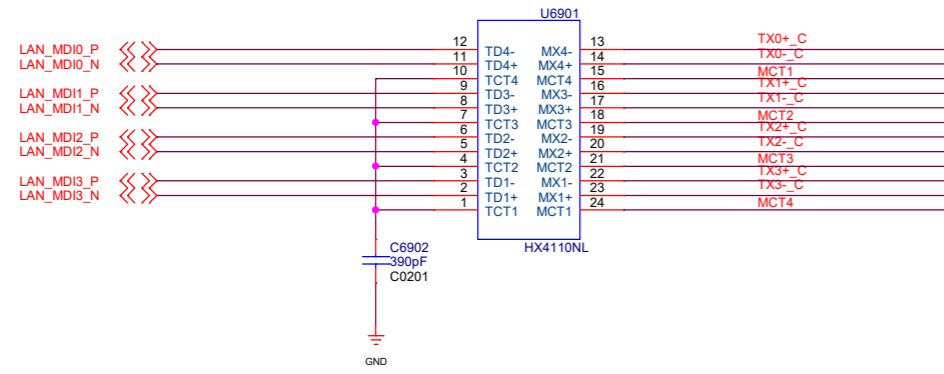 U6901
LAN_MDI0_P 12 TD4- MX4- 13 TX0+_C
LAN_MDI0_N 11 TD4+ MX4+ 14 TX0-_C
10 TCT4 MCT4 15 MCT1
LAN_MDI1_P 9 TD3- MX3- 16 TX1+_C
LAN_MDI1_N 8 TD3+ MX3+ 17 TX1-_C
7 TCT3 MCT3 18 MCT2
LAN_MDI2_P 6 TD2- MX2- 19 TX2+_C
LAN_MDI2_N 5 TD2+ MX2+ 20 TX2-_C
4 TCT2 MCT2 21 MCT3
LAN_MDI3_P 3 TD1- MX1- 22 TX3+_C
LAN_MDI3_N 2 TD1+ MX1+ 23 TX3-_C
1 TCT1 MCT1 24 MCT4
C6902 HX4110NL
390pF
C0201
GND